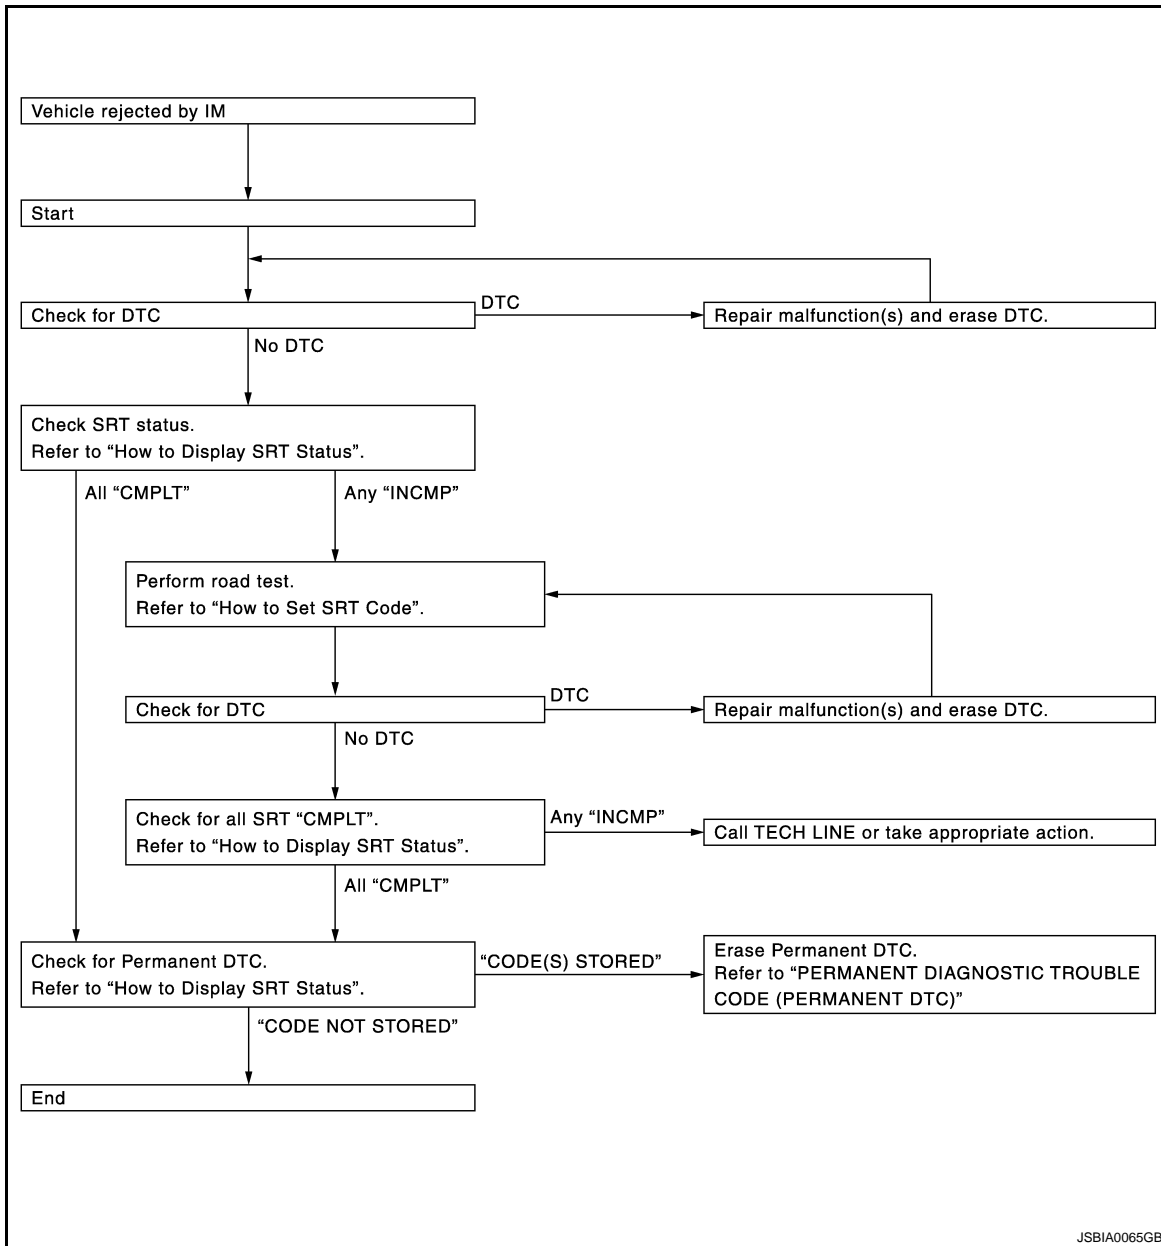 Vehicle rejected by IM
Start
Check for DTC
DTC
Repair malfunction(s) and erase DTC.
No DTC
Check SRT status.
Refer to “How to Display SRT Status”.
All “CMPLT”
Any “INCMP”
Perform road test.
Refer to “How to Set SRT Code”.
Check for DTC
DTC
Repair malfunction(s) and erase DTC.
No DTC
Check for all SRT “CMPLT”.
Refer to “How to Display SRT Status”.
Any “INCMP”
Call TECH LINE or take appropriate action.
All “CMPLT”
Check for Permanent DTC.
Refer to “How to Display SRT Status”.
“CODE(S) STORED”
Erase Permanent DTC.
Refer to “PERMANENT DIAGNOSTIC TROUBLE
CODE (PERMANENT DTC)”
“CODE NOT STORED”
End
JSBIA0065GB